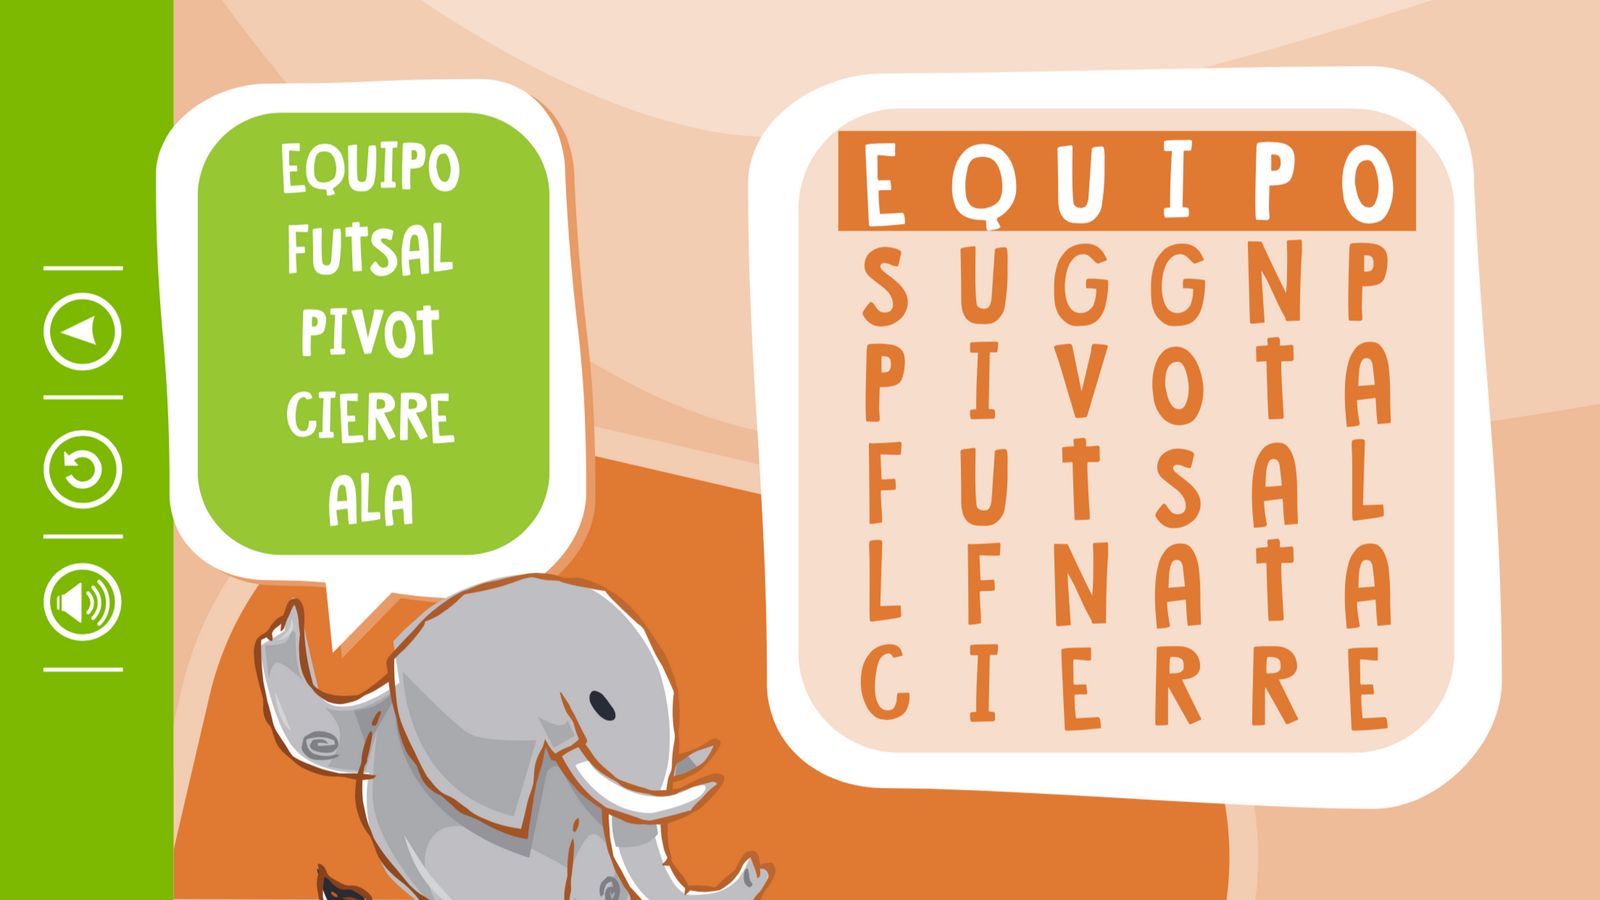 EQUIPO
FUTSAL
PIVOT
CIERRE
ALA
E Q U I P O
S U G G N P
P I V O T A
F U T S A L
L F N A T A
C I E R R E